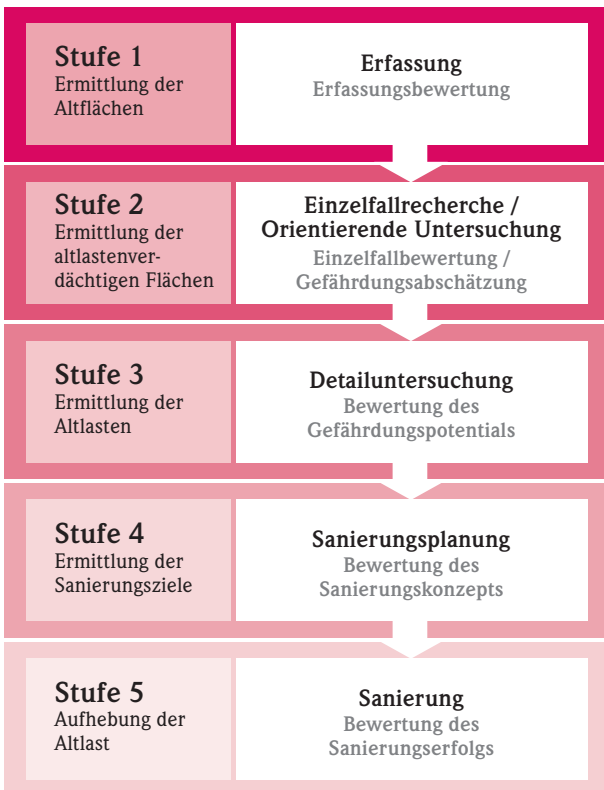 Stufe 1
Ermittlung der
Altflächen
Erfassung
Erfassungsbewertung
Stufe 2
Ermittlung der
altlastenver-
dächtigen Flächen
Einzelfallrecherche /
Orientierende Untersuchung
Einzelfallbewertung /
Gefährdungsabschätzung
Stufe 3
Ermittlung der
Altlasten
Detailuntersuchung
Bewertung des
Gefährdungspotentials
Stufe 4
Ermittlung der
Sanierungsziele
Sanierungsplanung
Bewertung des
Sanierungskonzepts
Stufe 5
Aufhebung der
Altlast
Sanierung
Bewertung des
Sanierungserfolgs